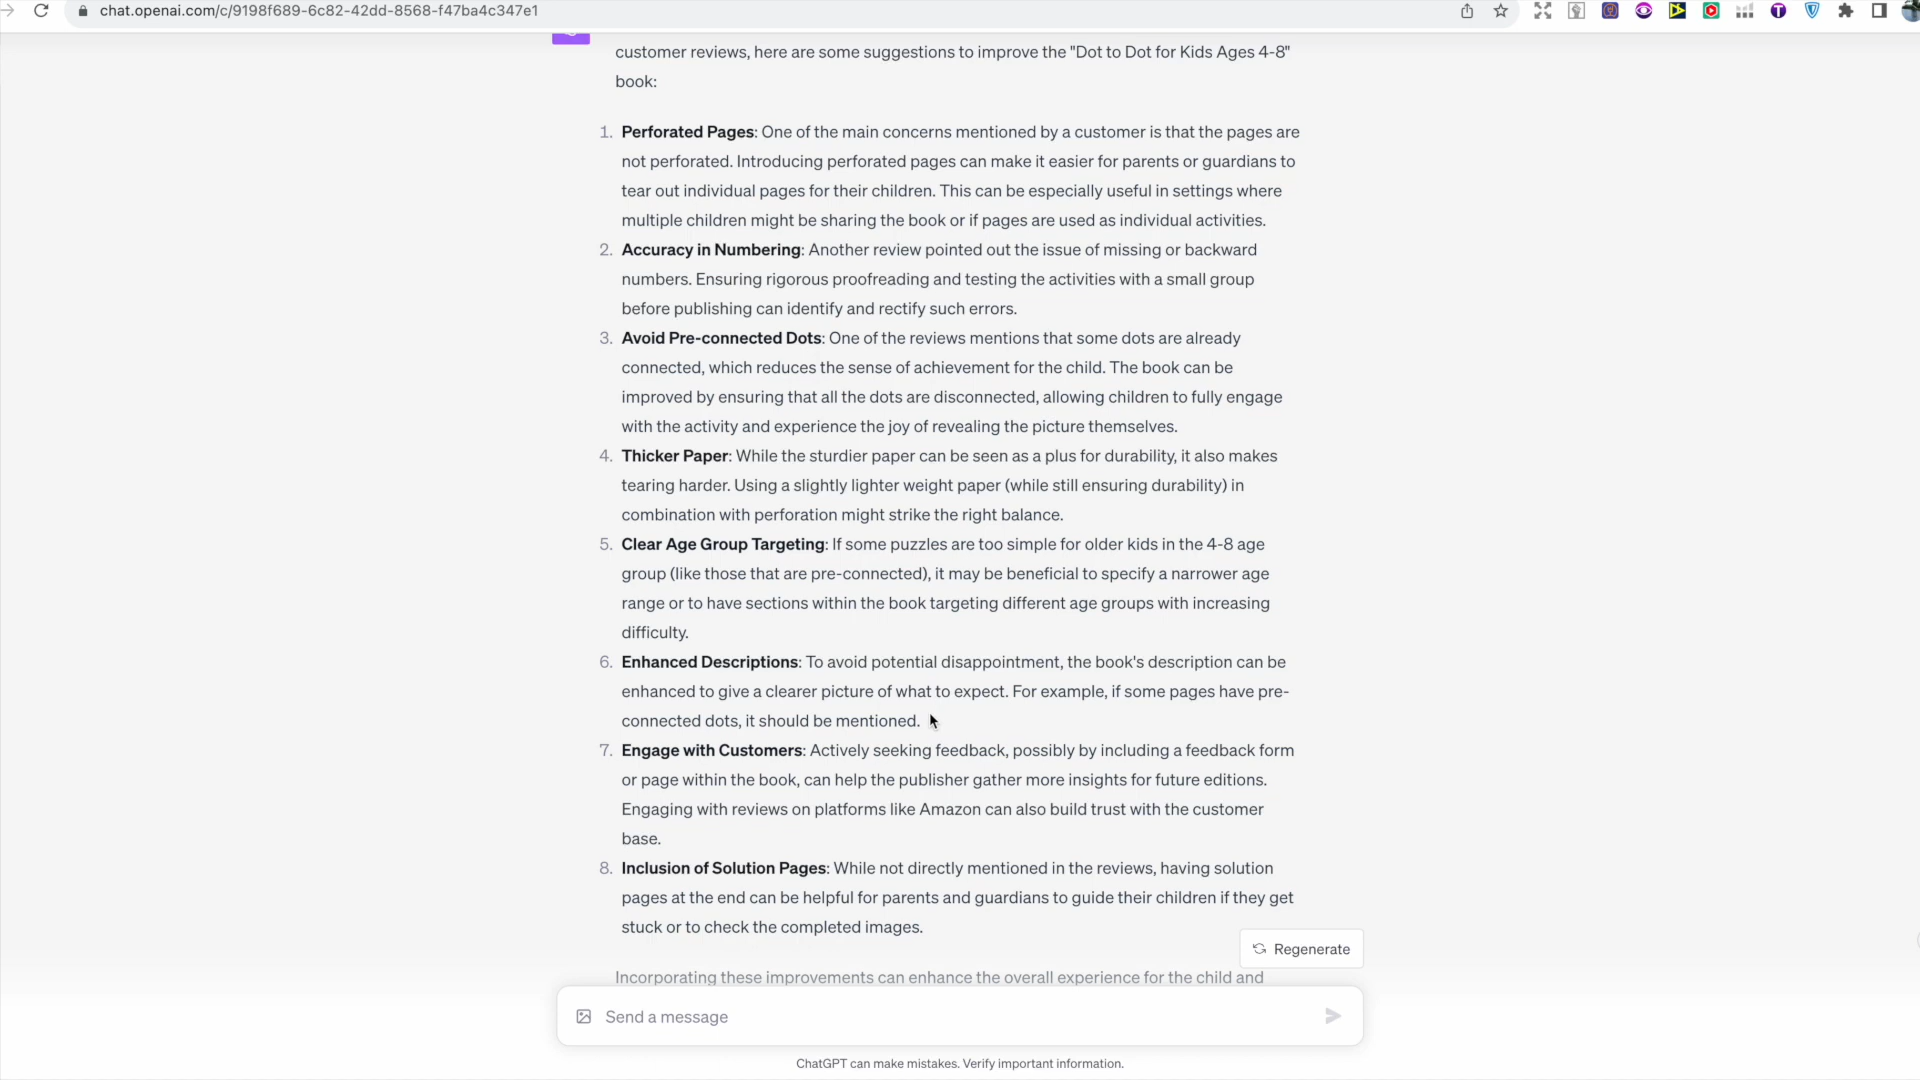 chat.openai.com/c/9198f689-6c82-42dd-8568-f47ba4c347e1
customer reviews, here are some suggestions to improve the "Dot to Dot for Kids Ages 4-8"
book:
1. Perforated Pages: One of the main concerns mentioned by a customer is that the pages are
not perforated. Introducing perforated pages can make it easier for parents or guardians to
tear out individual pages for their children. This can be especially useful in settings where
multiple children might be sharing the book or if pages are used as individual activities.
2. Accuracy in Numbering: Another review pointed out the issue of missing or backward
numbers. Ensuring rigorous proofreading and testing the activities with a small group
before publishing can identify and rectify such errors.
3. Avoid Pre-connected Dots: One of the reviews mentions that some dots are already
connected, which reduces the sense of achievement for the child. The book can be
improved by ensuring that all the dots are disconnected, allowing children to fully engage
with the activity and experience the joy of revealing the picture themselves.
4. Thicker Paper: While the sturdier paper can be seen as a plus for durability, it also makes
tearing harder. Using a slightly lighter weight paper (while still ensuring durability) in
combination with perforation might strike the right balance.
5. Clear Age Group Targeting: If some puzzles are too simple for older kids in the 4-8 age
group (like those that are pre-connected), it may be beneficial to specify a narrower age
range or to have sections within the book targeting different age groups with increasing
difficulty.
6. Enhanced Descriptions: To avoid potential disappointment, the book's description can be
enhanced to give a clearer picture of what to expect. For example, if some pages have pre-
connected dots, it should be mentioned.
7. Engage with Customers: Actively seeking feedback, possibly by including a feedback form
or page within the book, can help the publisher gather more insights for future editions.
Engaging with reviews on platforms like Amazon can also build trust with the customer
base.
8. Inclusion of Solution Pages: While not directly mentioned in the reviews, having solution
pages at the end can be helpful for parents and guardians to guide their children if they get
stuck or to check the completed images.
Regenerate
Incorporating these improvements can enhance the overall experience for the child and
Send a message
ChatGPT can make mistakes. Verify important information.